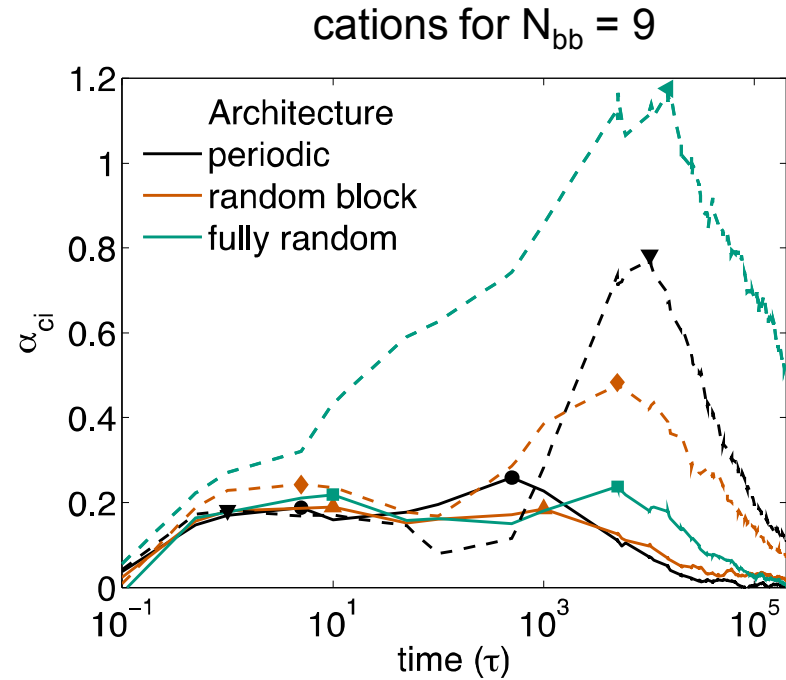 cations for N_bb = 9
1.2
1
0.8
0.6
0.4
0.2
0
α_ci
Architecture
periodic
random block
fully random
10^−1
10^1
10^3
10^5
time (τ)